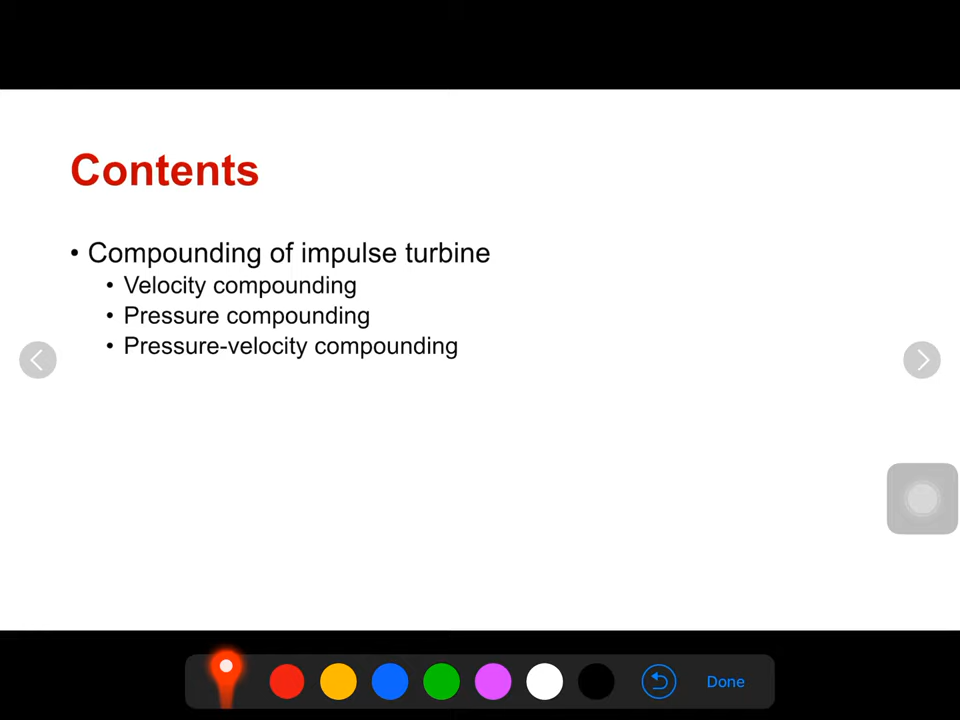 Contents
• Compounding of impulse turbine
• Velocity compounding
• Pressure compounding
• Pressure-velocity compounding
Done